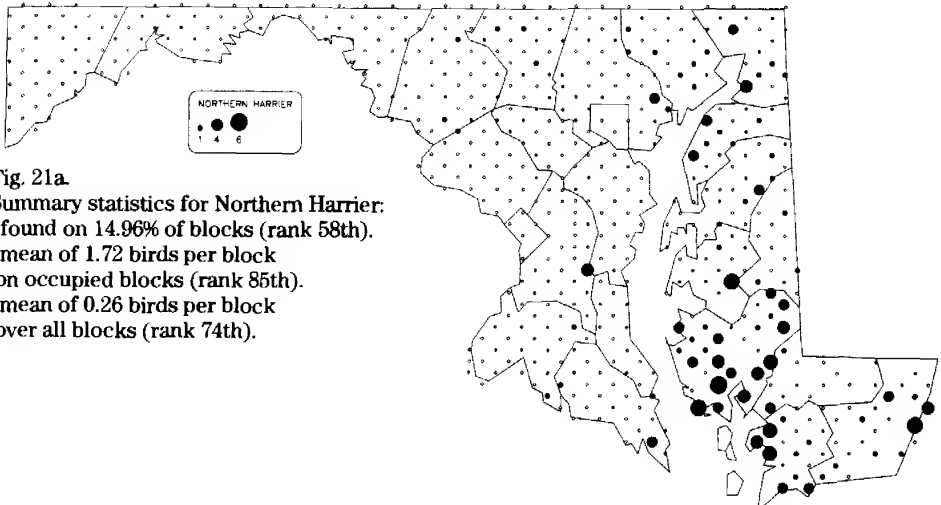 NORTHERN HARRIER
1 4 6
Fig. 21a.
Summary statistics for Northern Harrier:
found on 14.96% of blocks (rank 58th).
mean of 1.72 birds per block
on occupied blocks (rank 85th).
mean of 0.26 birds per block
over all blocks (rank 74th).